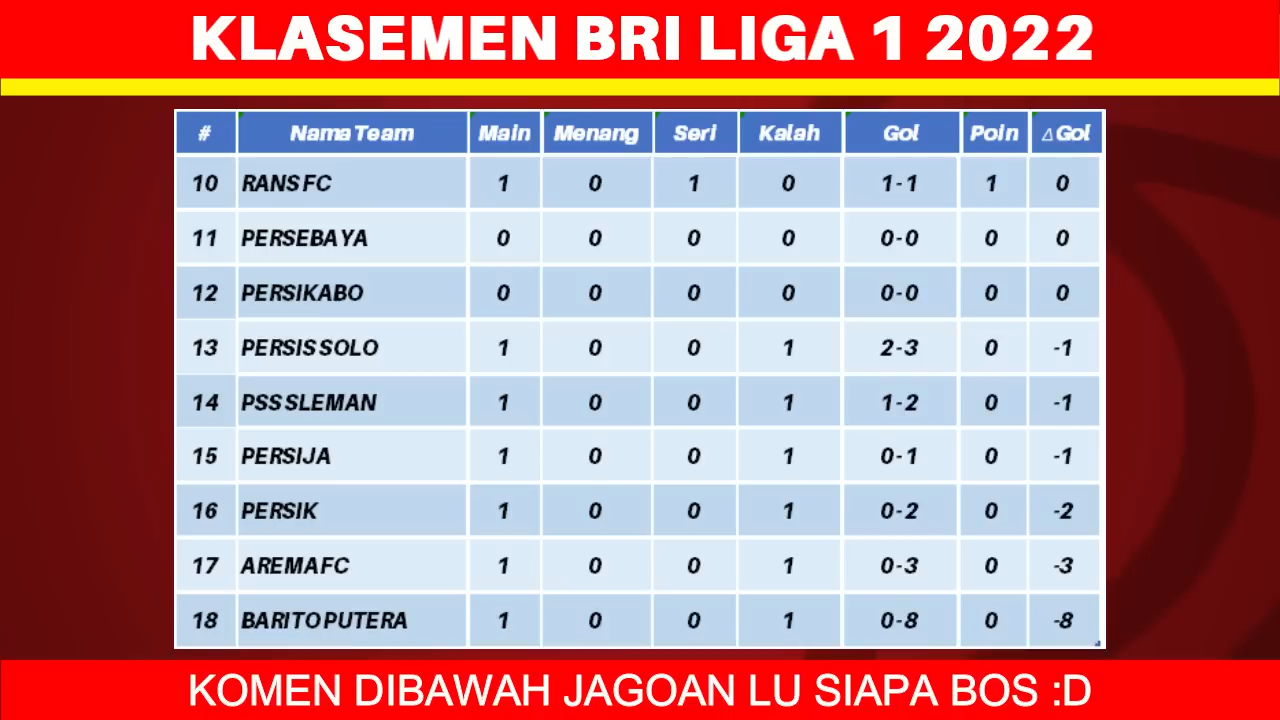 KLASEMEN BRI LIGA 1 2022
# Nama Team Main Menang Seri Kalah Gol Poin Δ Gol
10 RANS FC 1 0 1 0 1-1 1 0
11 PERSEBAYA 0 0 0 0 0-0 0 0
12 PERSIKABO 0 0 0 0 0-0 0 0
13 PERSIS SOLO 1 0 0 1 2-3 0 -1
14 PSS SLEMAN 1 0 0 1 1-2 0 -1
15 PERSIJA 1 0 0 1 0-1 0 -1
16 PERSIK 1 0 0 1 0-2 0 -2
17 AREMA FC 1 0 0 1 0-3 0 -3
18 BARITO PUTERA 1 0 0 1 0-8 0 -8
KOMEN DIBAWAH JAGOAN LU SIAPA BOS :D